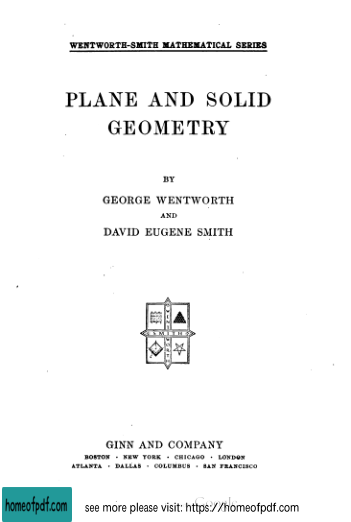 WENTWORTH-SMITH MATHEMATICAL SERIES
PLANE AND SOLID
GEOMETRY
BY
GEORGE WENTWORTH
AND
DAVID EUGENE SMITH
SMITH
GINN AND COMPANY
BOSTON · NEW YORK · CHICAGO · LONDON
ATLANTA · DALLAS · COLUMBUS · SAN FRANCISCO
homeofpdf.com
see more please visit: https://homeofpdf.com